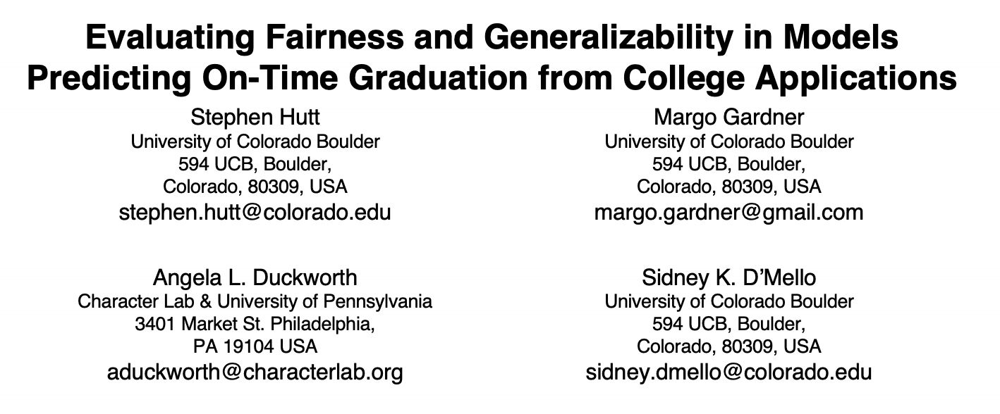 Evaluating Fairness and Generalizability in Models
Predicting On-Time Graduation from College Applications
Stephen Hutt
University of Colorado Boulder
594 UCB, Boulder,
Colorado, 80309, USA
stephen.hutt@colorado.edu
Margo Gardner
University of Colorado Boulder
594 UCB, Boulder,
Colorado, 80309, USA
margo.gardner@gmail.com
Angela L. Duckworth
Character Lab & University of Pennsylvania
3401 Market St. Philadelphia,
PA 19104 USA
aduckworth@characterlab.org
Sidney K. D’Mello
University of Colorado Boulder
594 UCB, Boulder,
Colorado, 80309, USA
sidney.dmello@colorado.edu